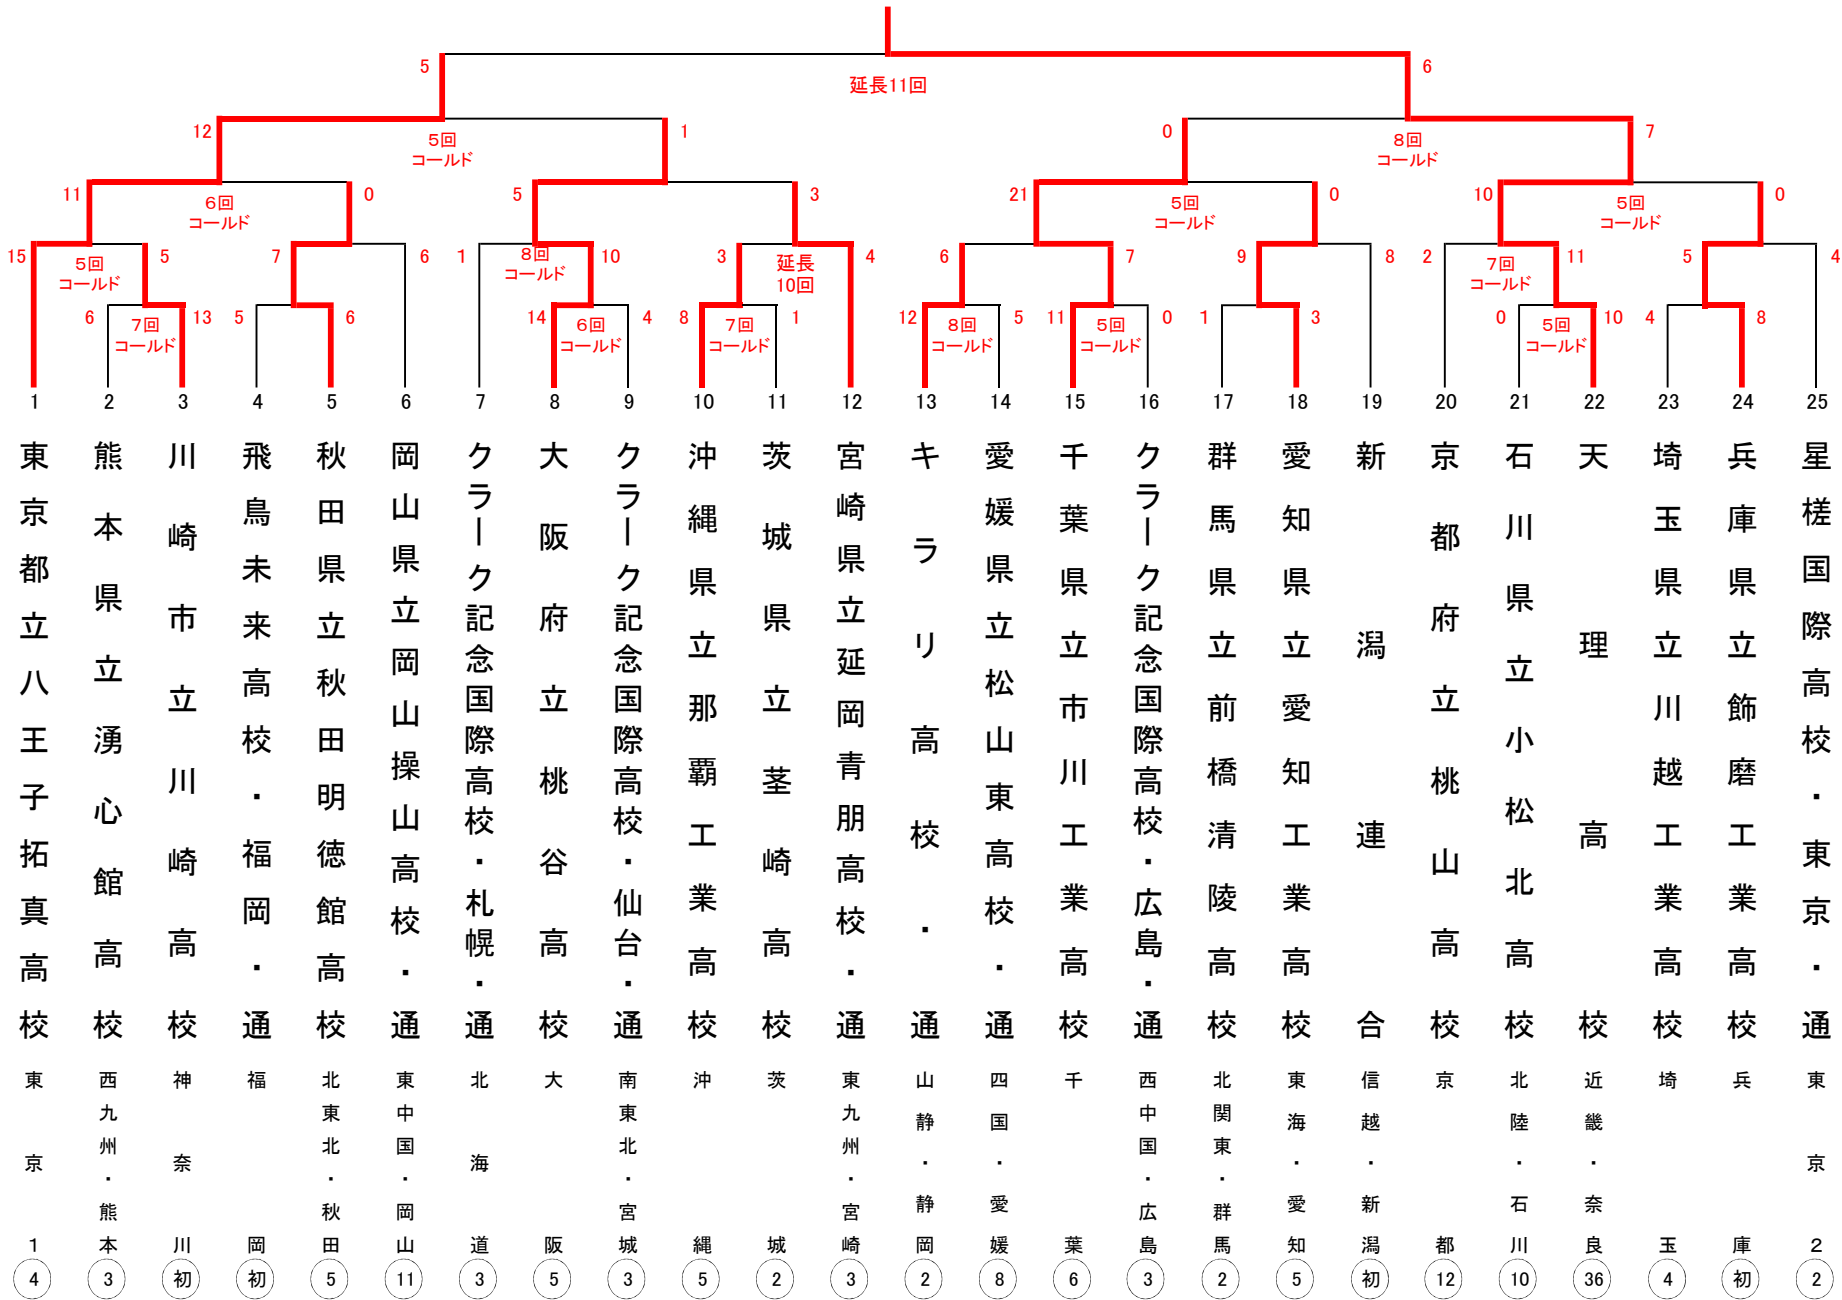 5
6
延長11回
12
5回
コールド
1
0
8回
コールド
7
11
6回
コールド
0
5
3
21
5回
コールド
0
10
5回
コールド
0
15
5回
コールド
5
7
6
1
8回
コールド
10
3
延長
10回
4
6
7
9
8
2
7回
コールド
11
5
4
6
7回
コールド
13
5
6
14
6回
コールド
4
8
7回
コールド
1
12
8回
コールド
5
11
5回
コールド
0
1
3
0
5回
コールド
10
4
8
1
2
3
4
5
6
7
8
9
10
11
12
13
14
15
16
17
18
19
20
21
22
23
24
25
東京都立八王子拓真高校
熊本県立湧心館高校
川崎市立川崎高校
飛鳥未来高校・福岡・通
秋田県立秋田明徳館高校
岡山県立岡山操山高校・通
クラーク記念国際高校・札幌・通
大阪府立桃谷高校
クラーク記念国際高校・仙台・通
沖縄県立那覇工業高校
茨城県立茎崎高校
宮崎県立延岡青朋高校・通
キラリ高校・通
愛媛県立松山東高校・通
千葉県立市川工業高校
クラーク記念国際高校・広島・通
群馬県立前橋清陵高校
愛知県立愛知工業高校
新潟連合
京都府立桃山高校
石川県立小松北高校
天理高校
埼玉県立川越工業高校
兵庫県立飾磨工業高校
星槎国際高校・東京・通
東京1
西九州・熊本
神奈川
福岡
北東北・秋田
東中国・岡山
北海道
大阪
南東北・宮城
沖縄
茨城
東九州・宮崎
山静・静岡
四国・愛媛
千葉
西中国・広島
北関東・群馬
東海・愛知
信越・新潟
京都
北陸・石川
近畿・奈良
埼玉
兵庫
東京2
4
3
初
初
5
11
3
5
3
5
2
3
2
8
6
3
2
5
初
12
10
36
4
初
2